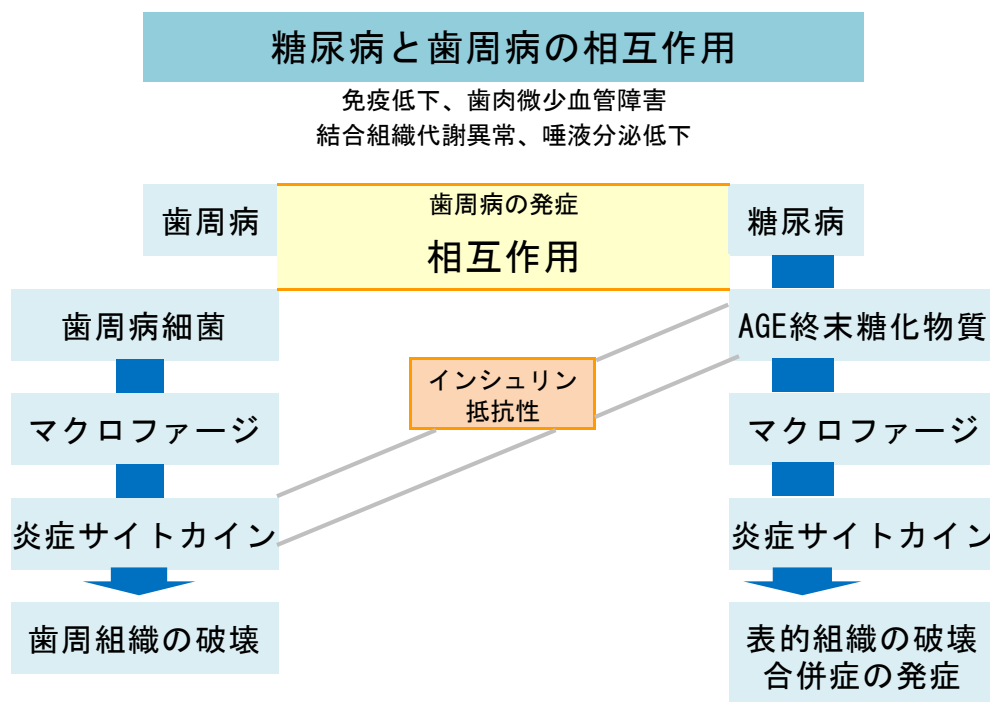 糖尿病と歯周病の相互作用
免疫低下、歯肉微少血管障害
結合組織代謝異常、唾液分泌低下
歯周病
歯周病の発症
相互作用
糖尿病
歯周病細菌
AGE終末糖化物質
インシュリン
抵抗性
マクロファージ
マクロファージ
炎症サイトカイン
炎症サイトカイン
歯周組織の破壊
表的組織の破壊
合併症の発症